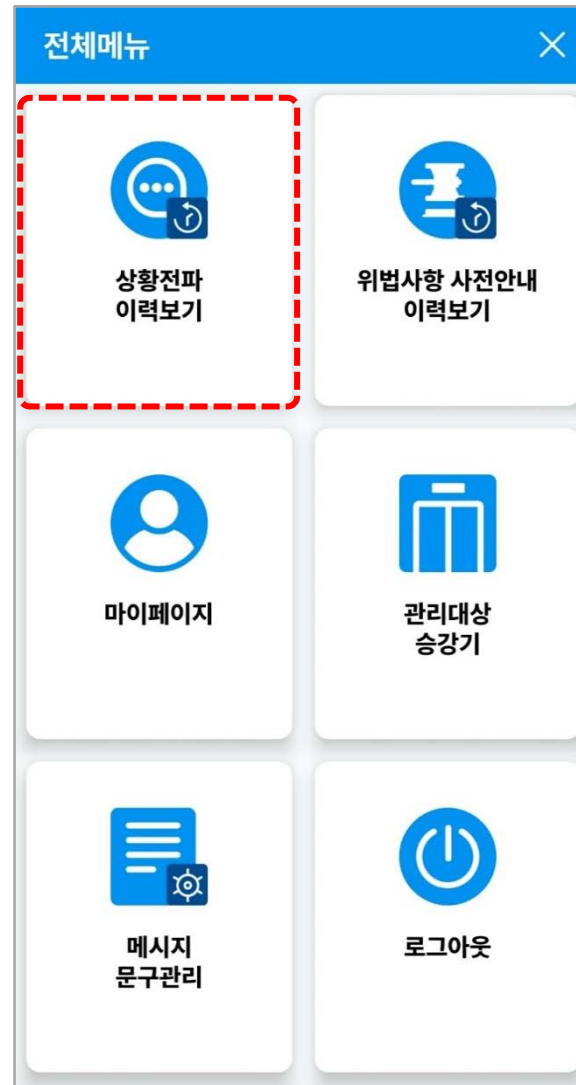 전체메뉴
상황전파
이력보기
위법사항 사전안내
이력보기
마이페이지
관리대상
승강기
메시지
문구관리
로그아웃